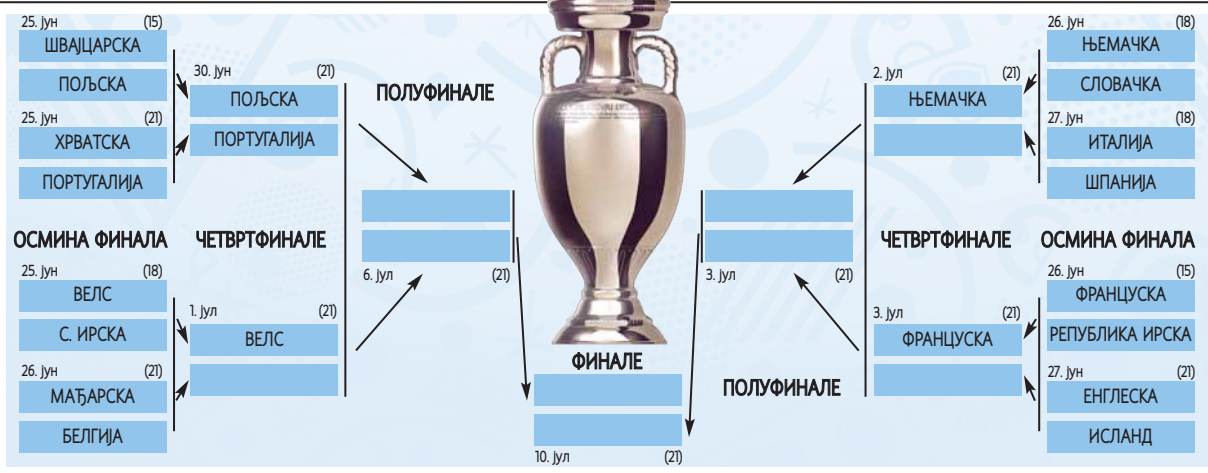 25. јун (15)
ШВАЈЦАРСКА
ПОЉСКА
25. јун (21)
ХРВАТСКА
ПОРТУГАЛИЈА
ОСМИНА ФИНАЛА
25. јун (18)
ВЕЛС
С. ИРСКА
26. јун (21)
МАЂАРСКА
БЕЛГИЈА
30. јун (21)
ПОЉСКА
ПОРТУГАЛИЈА
ЧЕТВРТФИНАЛЕ
1. јул (21)
ВЕЛС
ПОЛУФИНАЛЕ
6. јул (21)
ФИНАЛЕ
10. јул (21)
ПОЛУФИНАЛЕ
3. јул (21)
2. јул (21)
ЊЕМАЧКА
ЧЕТВРТФИНАЛЕ
3. јул (21)
ФРАНЦУСКА
26. јун (18)
ЊЕМАЧКА
СЛОВАЧКА
27. јун (18)
ИТАЛИЈА
ШПАНИЈА
ОСМИНА ФИНАЛА
26. јун (15)
ФРАНЦУСКА
РЕПУБЛИКА ИРСКА
27. јун (21)
ЕНГЛЕСКА
ИСЛАНД